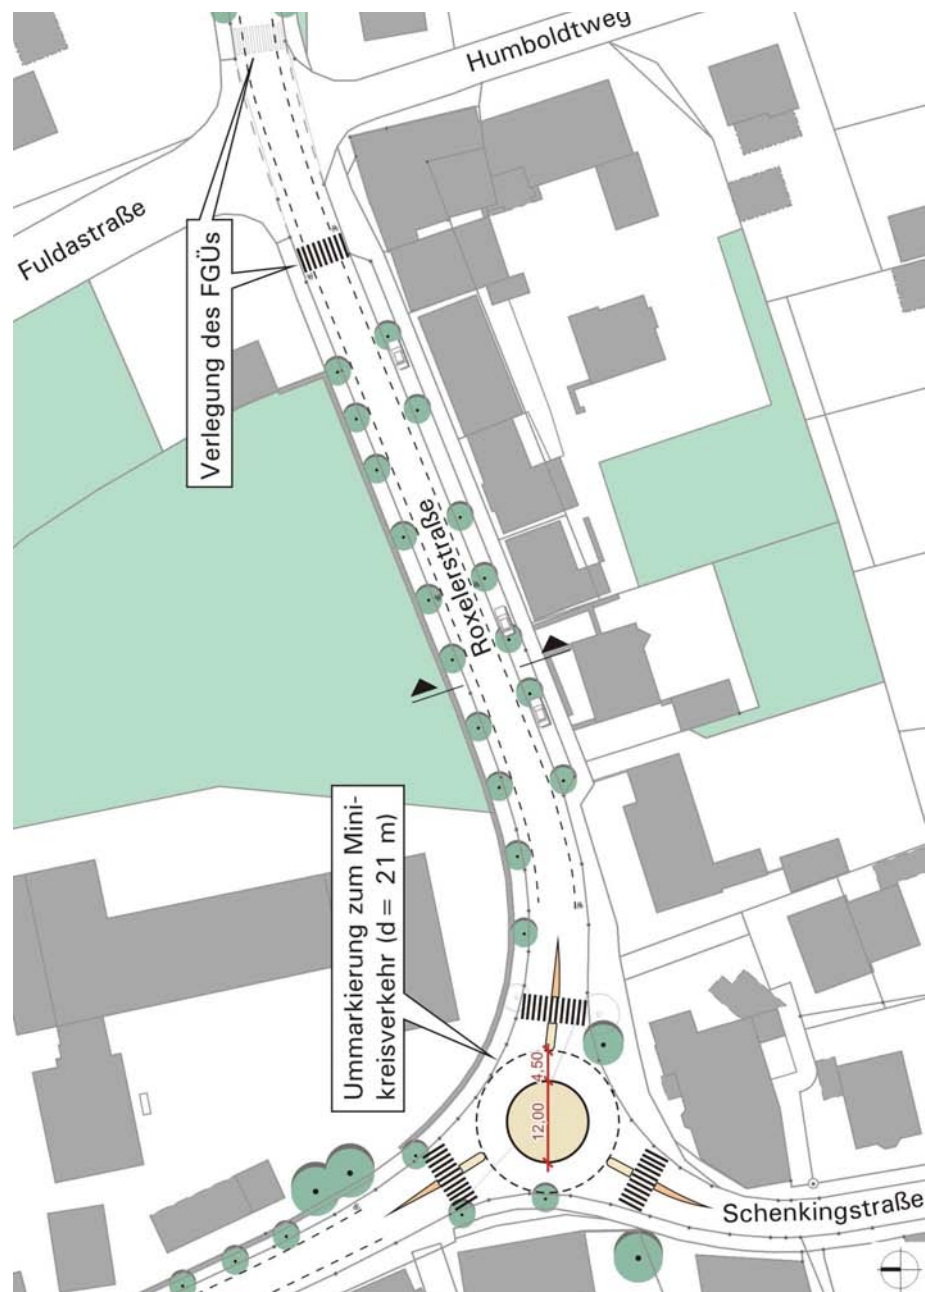 Humboldtweg
Fuldastraße
Verlegung des FGÜs
Roxelerstraße
Ummarkierung zum Mini-
kreisverkehr (d = 21 m)
4,50
12,00
Schenkingstraße